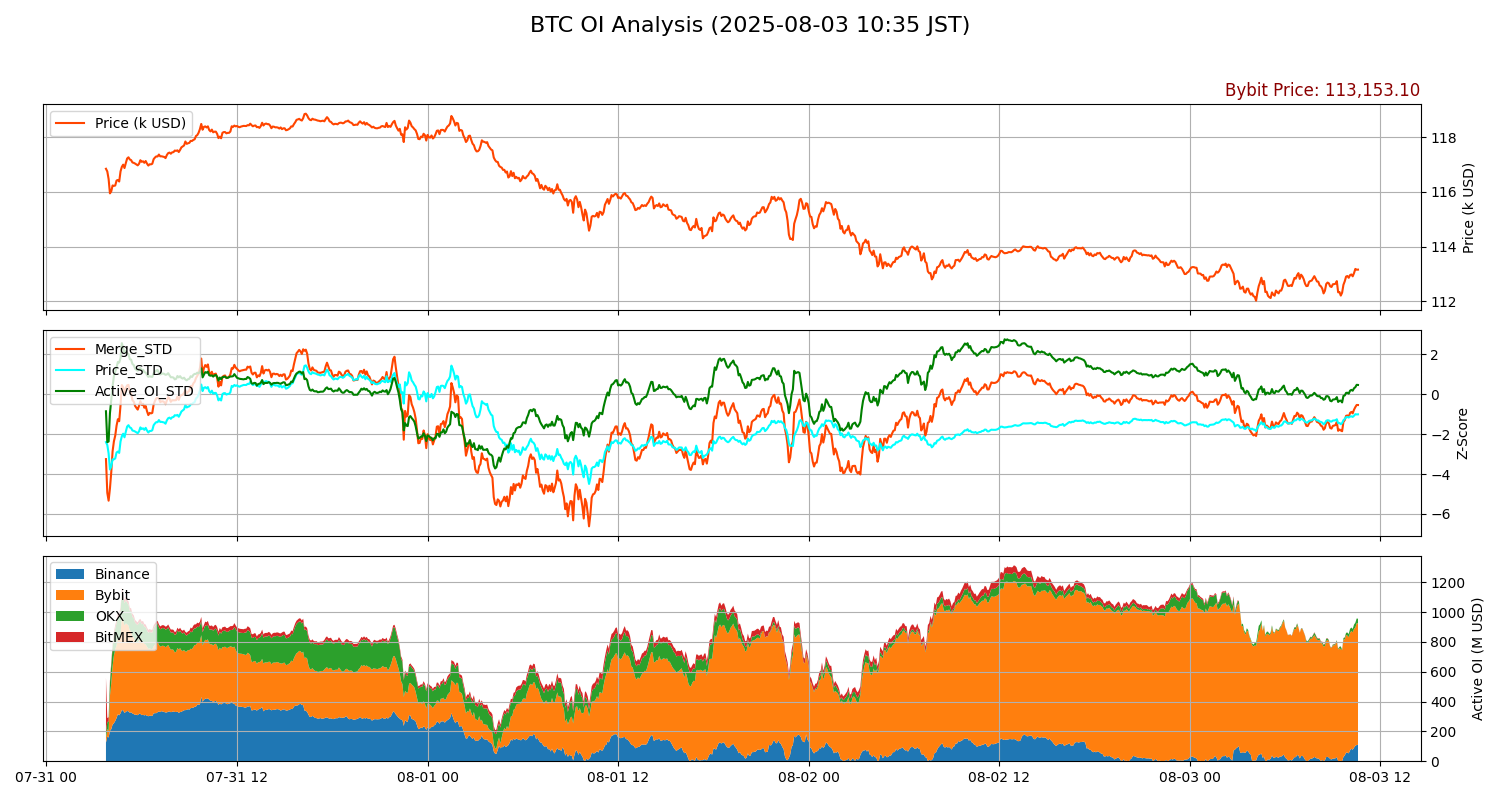 BTC OI Analysis (2025-08-03 10:35 JST)
Bybit Price: 113,153.10
Price (k USD)
118
116
114
112
Price (k USD)
Merge_STD
Price_STD
Active_OI_STD
2
0
−2
−4
−6
Z-Score
Binance
Bybit
OKX
BitMEX
1200
1000
800
600
400
200
0
Active OI (M USD)
07-31 00
07-31 12
08-01 00
08-01 12
08-02 00
08-02 12
08-03 00
08-03 12